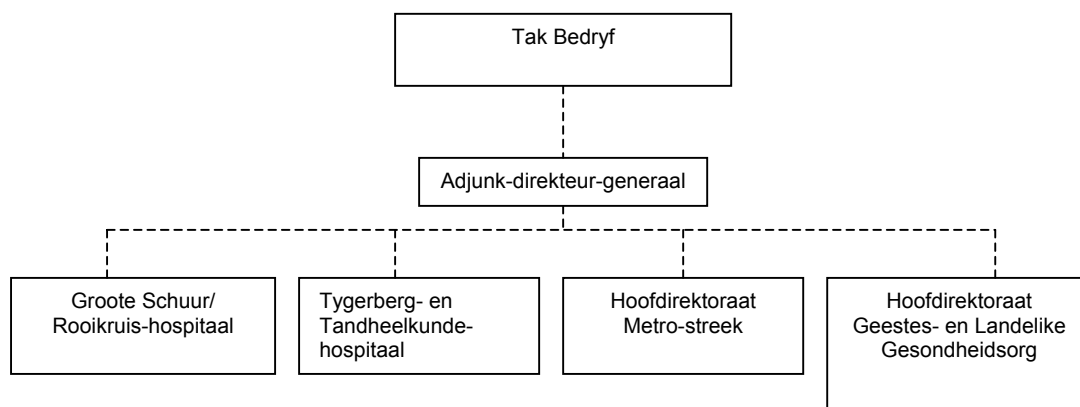 Tak Bedryf
Adjunk-direkteur-generaal
Groote Schuur/
Rooikruis-hospitaal
Tygerberg- en
Tandheelkunde-
hospitaal
Hoofdirektoraat
Metro-streek
Hoofdirektoraat
Geestes- en Landelike
Gesondheidsorg